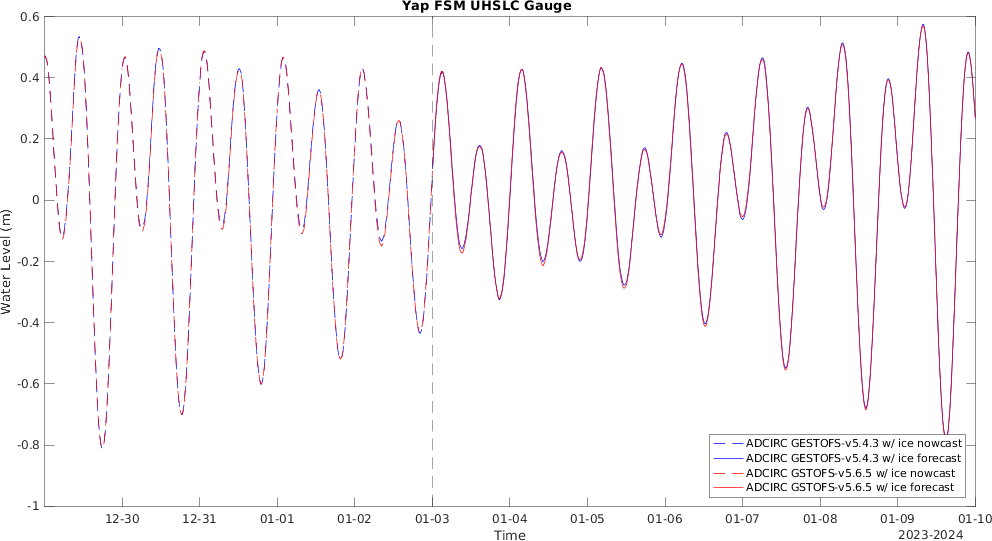 Yap FSM UHSLC Gauge
0.6
0.4
0.2
0
-0.2
-0.4
-0.6
-0.8
-1
Water Level (m)
ADCIRC GESTOFS-v5.4.3 w/ ice nowcast
ADCIRC GESTOFS-v5.4.3 w/ ice forecast
ADCIRC GSTOFS-v5.6.5 w/ ice nowcast
ADCIRC GSTOFS-v5.6.5 w/ ice forecast
12-30 12-31 01-01 01-02 01-03 01-04 01-05 01-06 01-07 01-08 01-09 01-10
Time
2023-2024